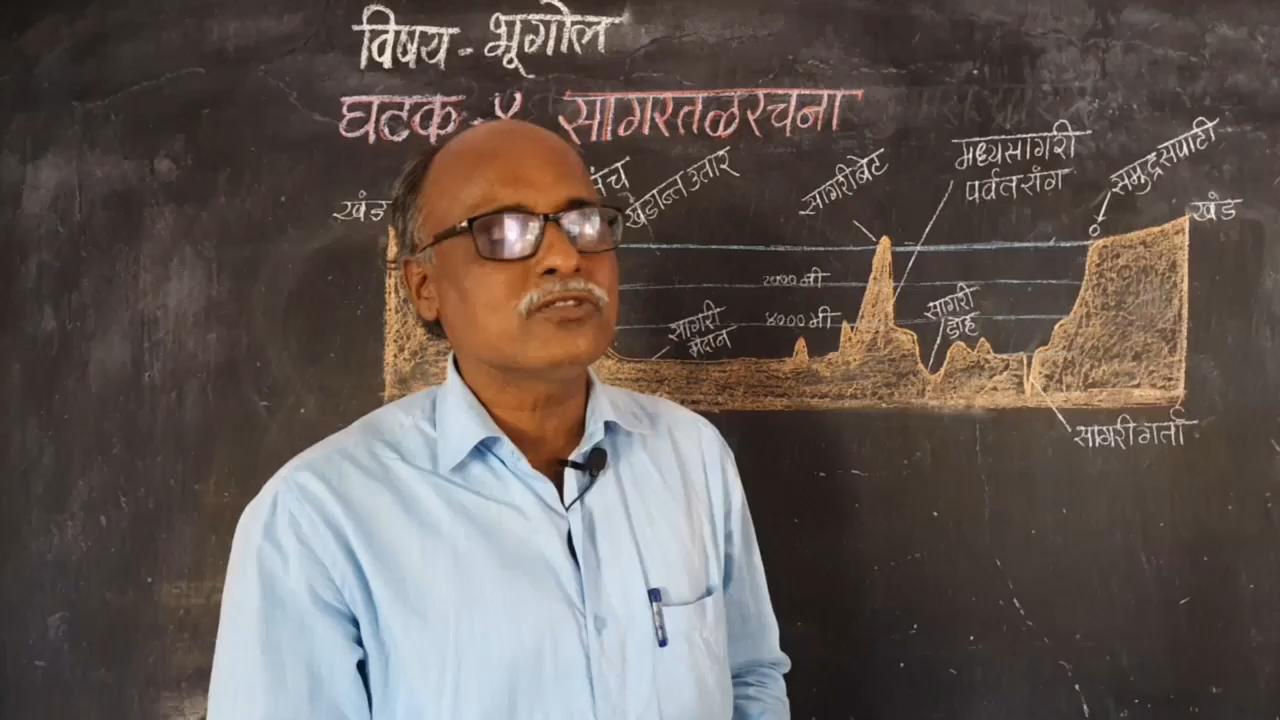 विषय - भूगोल
घटक - ४ सागरतळरचना
खंड
खंडान्त उतार
सागरी बेट
मध्यसागरी
पर्वतरांग
समुद्रसपाटी
खंड
२००० मी
४००० मी
सागरी
मैदान
सागरी
डोह
सागरी गर्ता